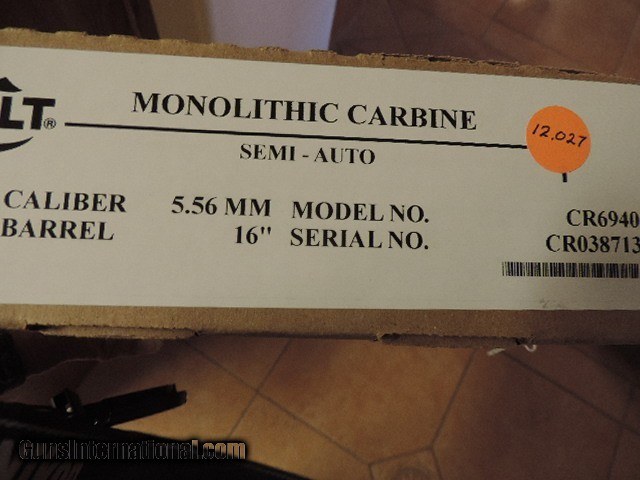 LT®
MONOLITHIC CARBINE
12.027
SEMI - AUTO
CALIBER 5.56 MM MODEL NO. CR6940
BARREL 16" SERIAL NO. CR038713
GunsInternational.com